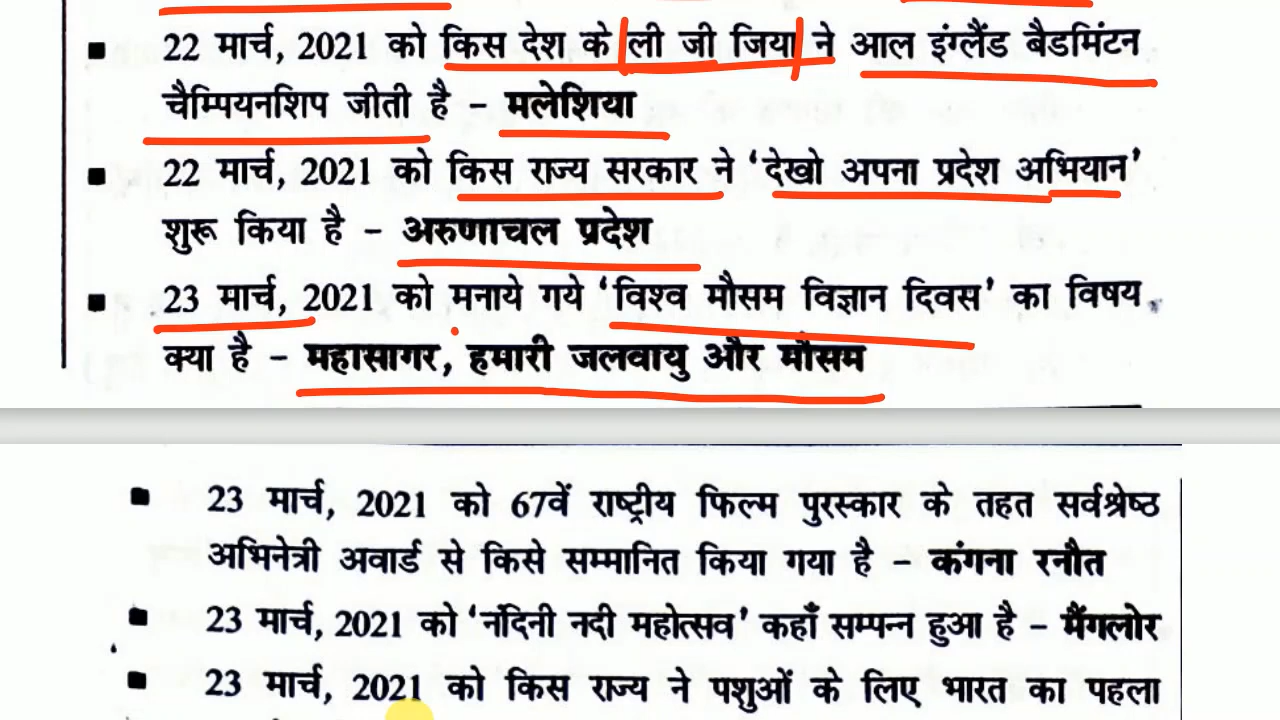 22 मार्च, 2021 को किस देश के ली जी जिया ने आल इंग्लैंड बैडमिंटन
चैम्पियनशिप जीती है – मलेशिया
22 मार्च, 2021 को किस राज्य सरकार ने ‘देखो अपना प्रदेश अभियान’
शुरू किया है – अरुणाचल प्रदेश
23 मार्च, 2021 को मनाये गये ‘विश्व मौसम विज्ञान दिवस’ का विषय
क्या है – महासागर, हमारी जलवायु और मौसम
23 मार्च, 2021 को 67वें राष्ट्रीय फिल्म पुरस्कार के तहत सर्वश्रेष्ठ
अभिनेत्री अवार्ड से किसे सम्मानित किया गया है – कंगना रनौत
23 मार्च, 2021 को ‘नंदिनी नदी महोत्सव’ कहाँ सम्पन्न हुआ है – मैंगलोर
23 मार्च, 2021 को किस राज्य ने पशुओं के लिए भारत का पहला